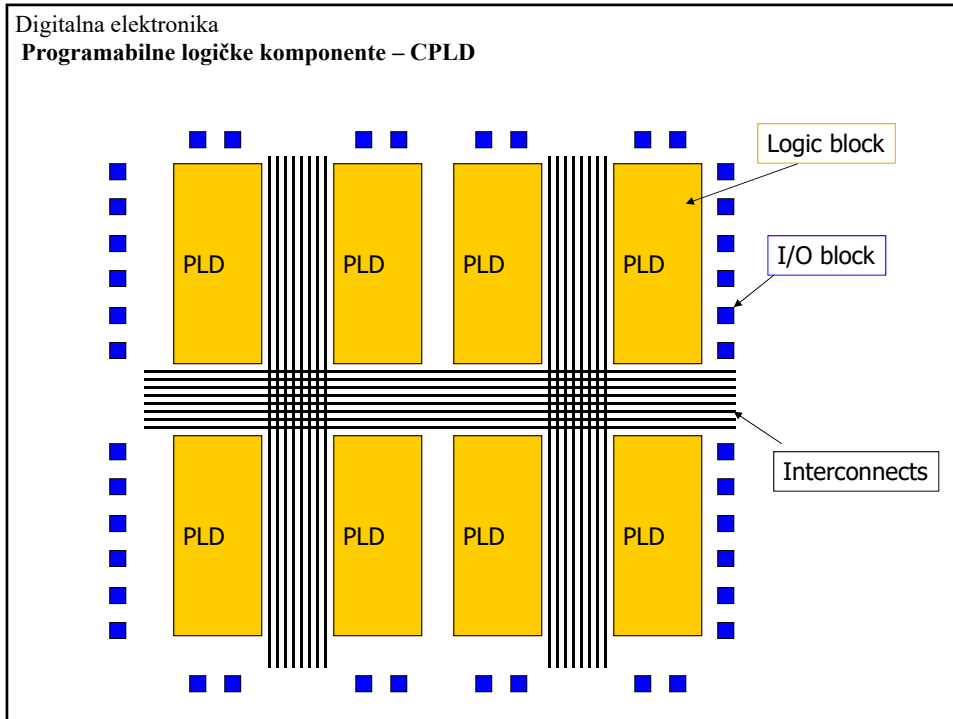 Digitalna elektronika
Programabilne logičke komponente – CPLD
Logic block
I/O block
PLD PLD PLD PLD
Interconnects
PLD PLD PLD PLD